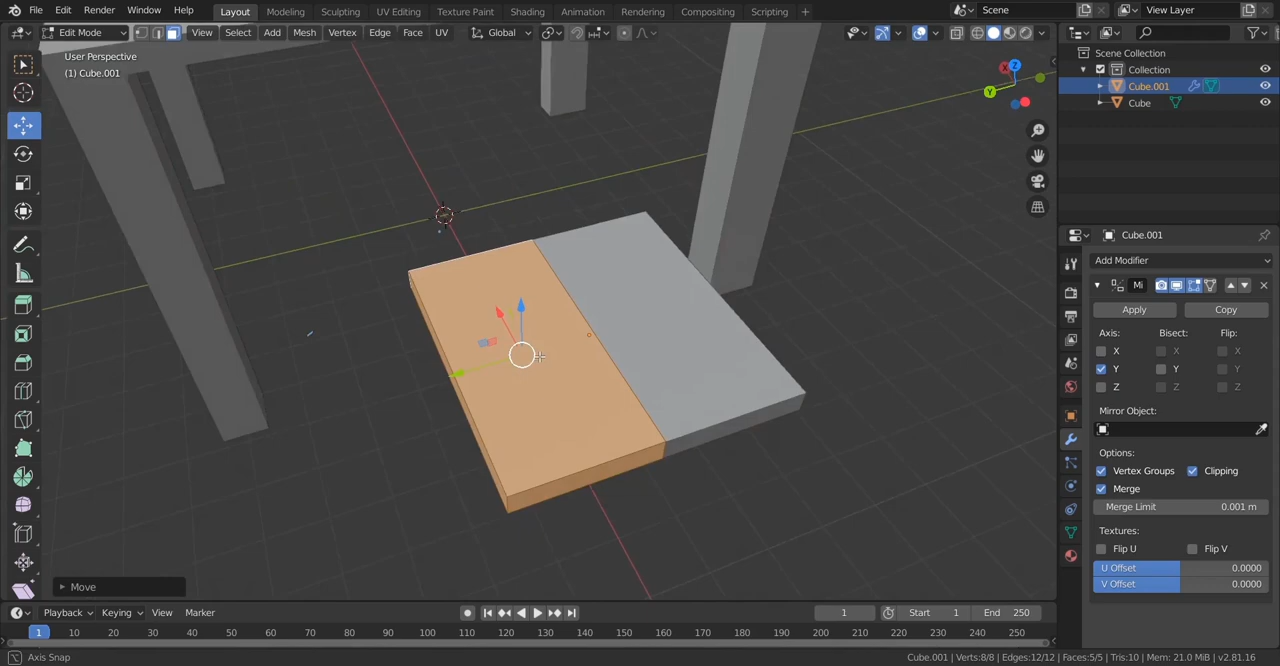 File Edit Render Window Help Layout Modeling Sculpting UV Editing Texture Paint Shading Animation Rendering Compositing Scripting + Scene View Layer
Edit Mode View Select Add Mesh Vertex Edge Face UV Global
User Perspective
(1) Cube.001
X Z Y
Move
Scene Collection
Collection
Cube.001
Cube
Cube.001
Add Modifier
Mi
Apply Copy
Axis: Bisect: Flip:
X X X
Y Y Y
Z Z Z
Mirror Object:
Options:
Vertex Groups Clipping
Merge
Merge Limit 0.001 m
Textures:
Flip U Flip V
U Offset 0.0000
V Offset 0.0000
Playback Keying View Marker 1 Start 1 End 250
1 10 20 30 40 50 60 70 80 90 100 110 120 130 140 150 160 170 180 190 200 210 220 230 240 250
Axis Snap Cube.001 | Verts:8/8 | Edges:12/12 | Faces:5/5 | Tris:10 | Mem: 21.0 MiB | v2.81.16